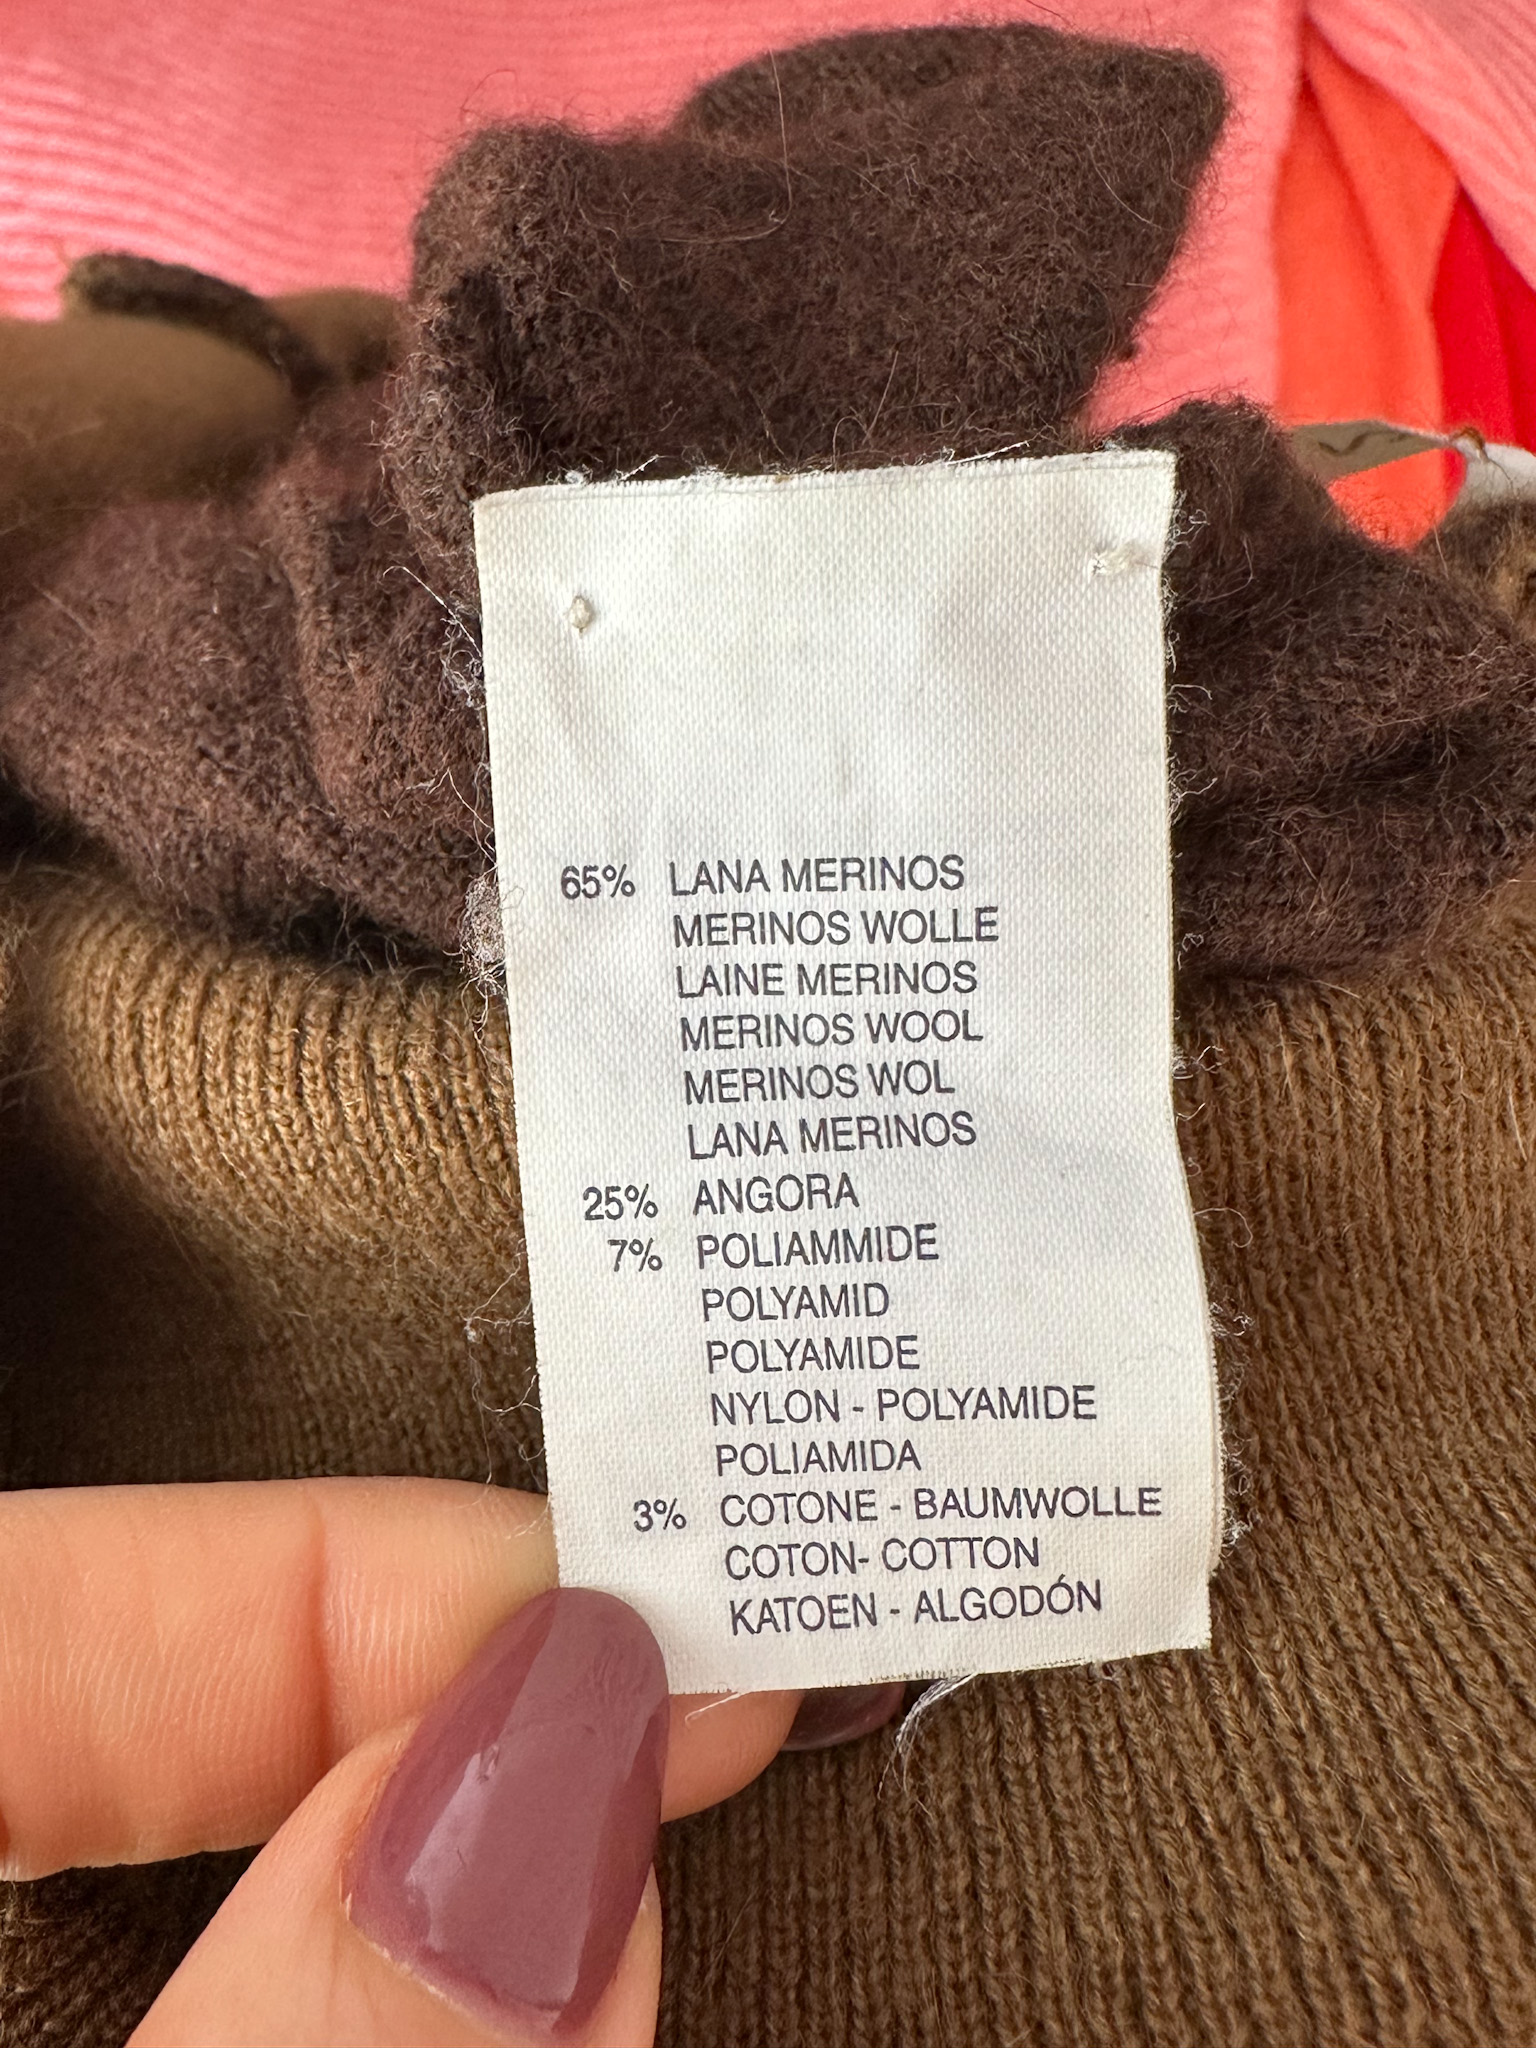 65% LANA MERINOS
MERINOS WOLLE
LAINE MERINOS
MERINOS WOOL
MERINOS WOL
LANA MERINOS
25% ANGORA
7% POLIAMMIDE
POLYAMID
POLYAMIDE
NYLON - POLYAMIDE
POLIAMIDA
3% COTONE - BAUMWOLLE
COTON- COTTON
KATOEN - ALGODÓN